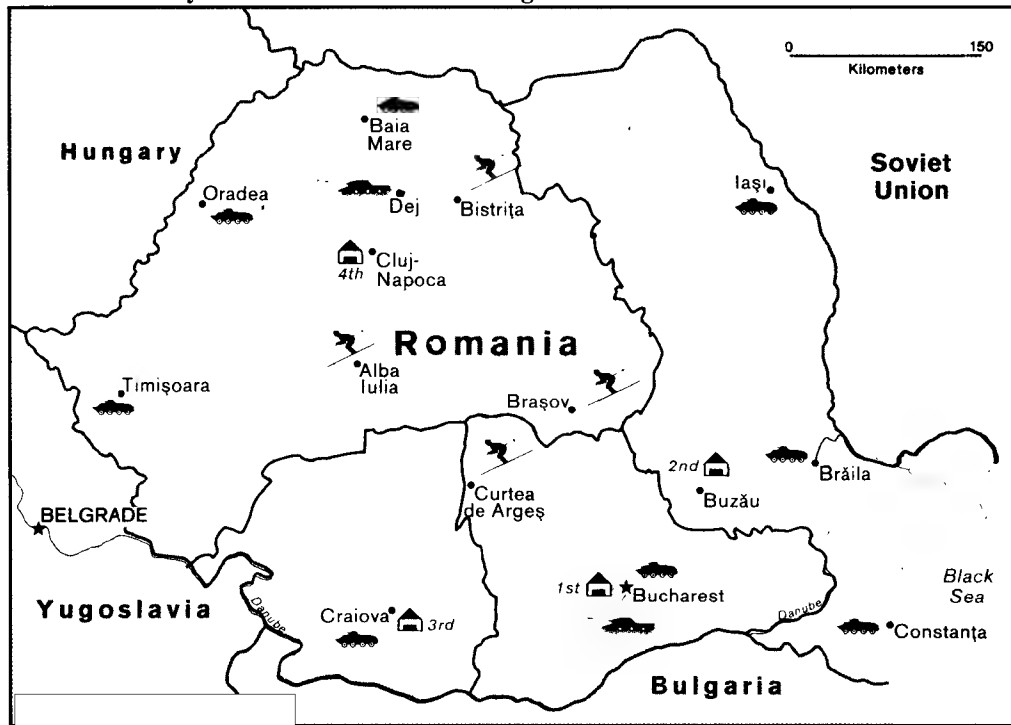 0 150
Kilometers
Hungary
Baia
Mare
Soviet
Union
Oradea
Dej
Bistrița
Iași
4th
Cluj-
Napoca
Romania
Alba
Iulia
Timișoara
Brașov
2nd
Buzău
Brăila
Curtea
de Argeș
BELGRADE
Yugoslavia
Danube
Craiova
3rd
1st
Bucharest
Danube
Black
Sea
Constanța
Bulgaria